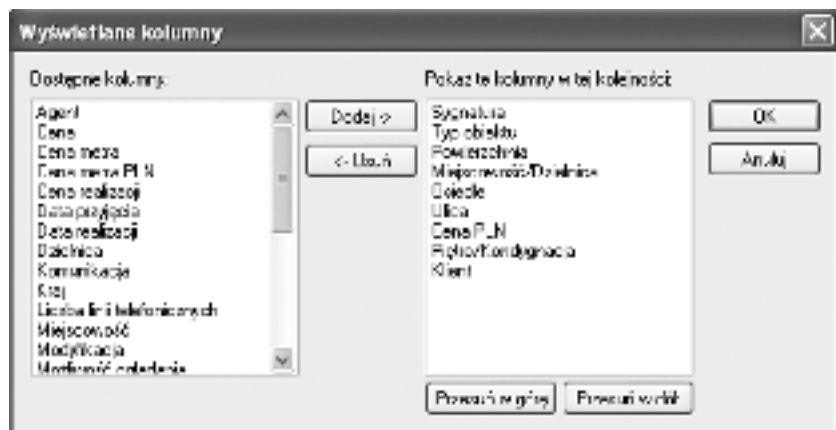 Wyświetlane kolumny
Dostępne kolumny:
Agent
Cena
Cena metra
Cena metra PLN
Cena realizacji
Data przyjęcia
Data realizacji
Dzielnica
Komunikacja
Kraj
Liczba linii telefonicznych
Miejscowość
Modyfikacja
Możliwość oglądania
Dodaj ->
<- Usuń
Pokaż te kolumny w tej kolejności:
Sygnatura
Typ obiektu
Powierzchnia
Miejscowość/Dzielnica
Osiedle
Ulica
Cena PLN
Piętro/Kondygnacja
Klient
Przesuń w górę
Przesuń w dół
OK
Anuluj